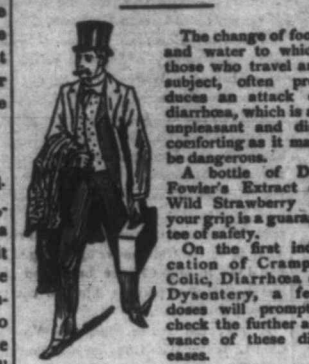 The change of foo
and water to whic
those who travel a
subject, often pr
duces an attack
diarrhœa, which is a
unpleasant and di
comforting as it ma
be dangerous.
A bottle of D
Fowler's Extract
Wild Strawberry
your grip is a guara
tee of safety.
On the first ind
cation of Cramp
Colic, Diarrhœa
Dysentery, a fe
doses will prompt
check the further a
vance of these di
eases.